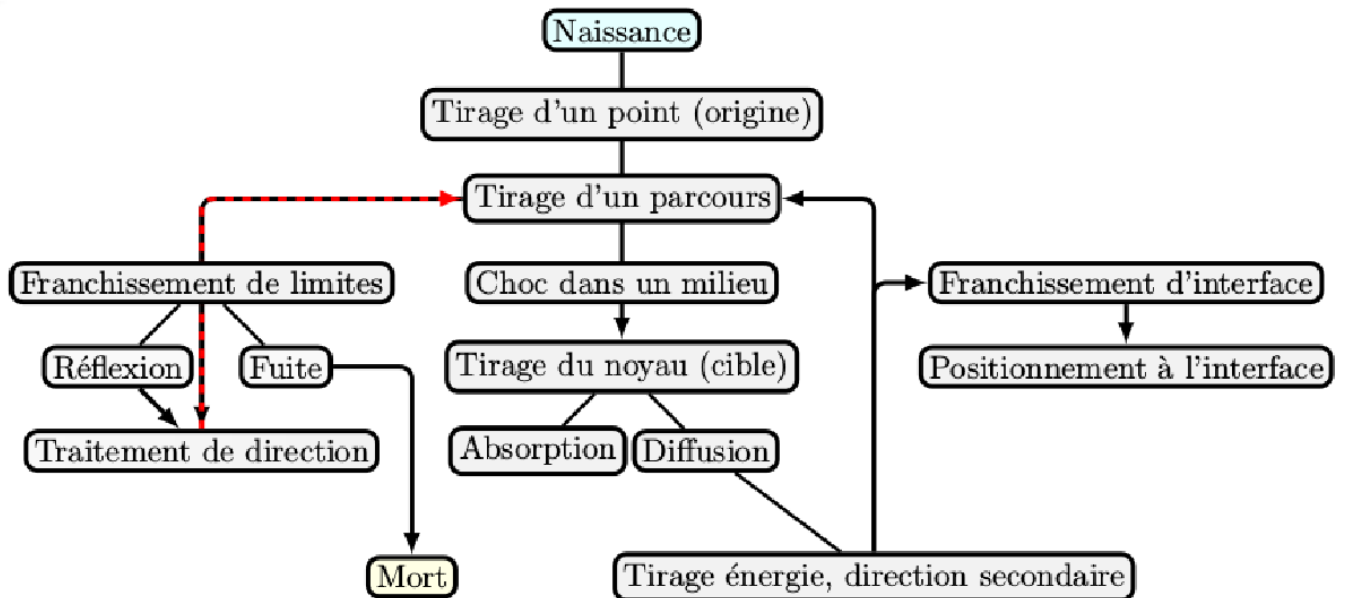 Naissance
Tirage d'un point (origine)
Tirage d'un parcours
Franchissement de limites
Choc dans un milieu
Franchissement d'interface
Réflexion
Fuite
Tirage du noyau (cible)
Positionnement à l'interface
Traitement de direction
Absorption
Diffusion
Mort
Tirage énergie, direction secondaire